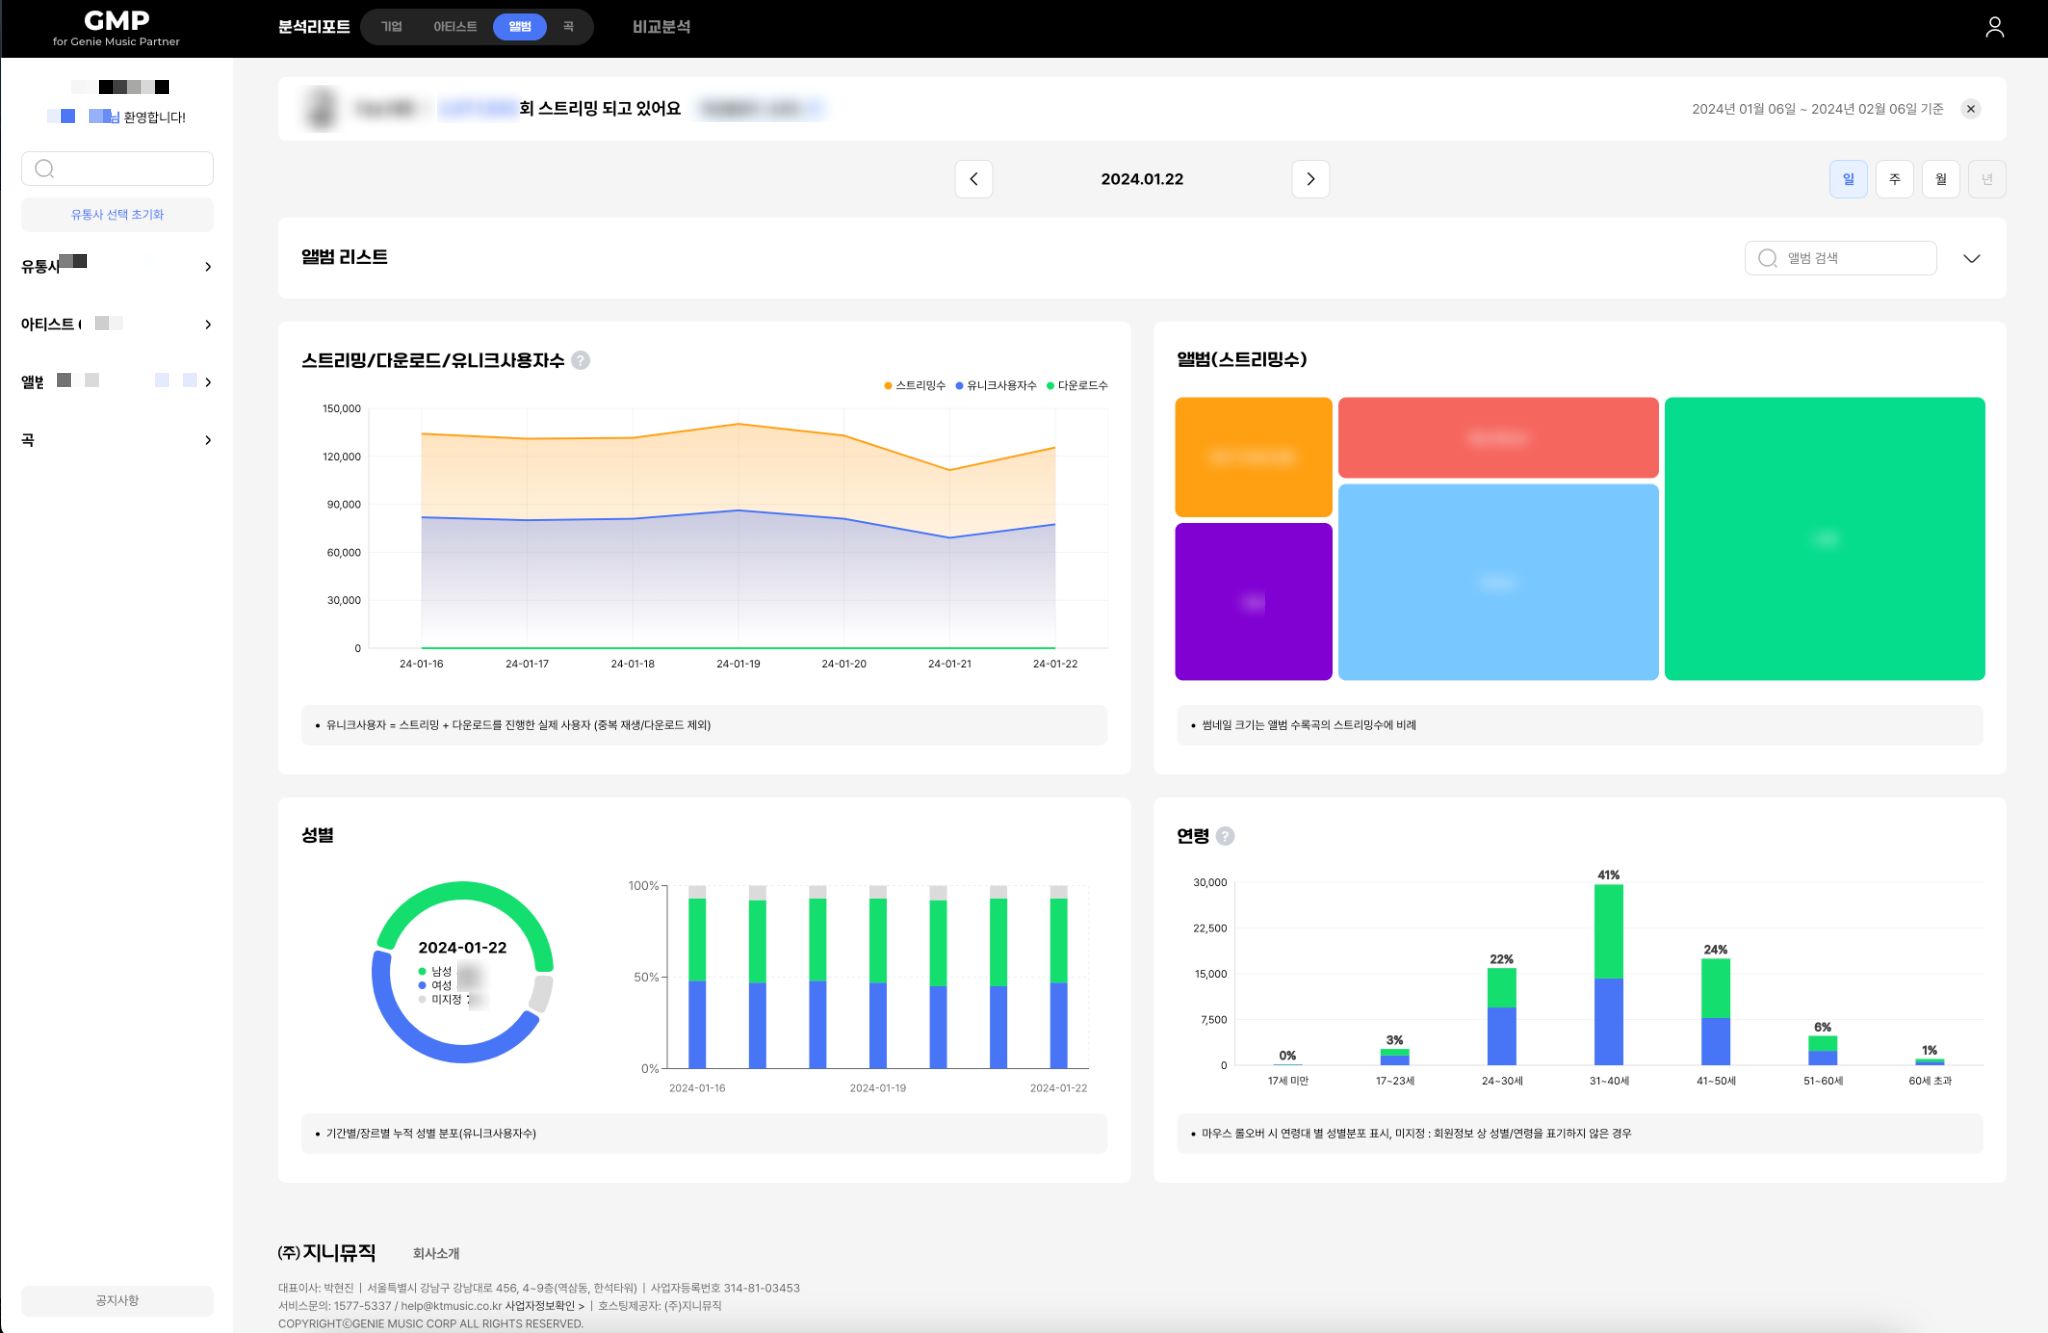 GMP
for Genie Music Partner
분석리포트
기업
아티스트
앨범
곡
비교분석
님 환영합니다!
유통사 선택 초기화
유통사
아티스트
앨범
곡
공지사항
회 스트리밍 되고 있어요
2024년 01월 06일 ~ 2024년 02월 06일 기준
2024.01.22
일
주
월
년
앨범 리스트
앨범 검색
스트리밍/다운로드/유니크사용자수 ?
스트리밍수 유니크사용자수 다운로드수
150,000
120,000
90,000
60,000
30,000
0
24-01-16 24-01-17 24-01-18 24-01-19 24-01-20 24-01-21 24-01-22
• 유니크사용자 = 스트리밍 + 다운로드를 진행한 실제 사용자 (중복 재생/다운로드 제외)
앨범(스트리밍수)
• 썸네일 크기는 앨범 수록곡의 스트리밍수에 비례
성별
2024-01-22
남성
여성
미지정
100%
50%
0%
2024-01-16 2024-01-19 2024-01-22
• 기간별/장르별 누적 성별 분포(유니크사용자수)
연령 ?
30,000
22,500
15,000
7,500
0
0% 3% 22% 41% 24% 6% 1%
17세 미만 17~23세 24~30세 31~40세 41~50세 51~60세 60세 초과
• 마우스 롤오버 시 연령대 별 성별분포 표시, 미지정 : 회원정보 상 성별/연령을 표기하지 않은 경우
(주)지니뮤직 회사소개
대표이사: 박현진 | 서울특별시 강남구 강남대로 456, 4~9층(역삼동, 한석타워) | 사업자등록번호 314-81-03453
서비스문의: 1577-5337 / help@ktmusic.co.kr 사업자정보확인 > | 호스팅제공자: (주)지니뮤직
COPYRIGHTⓒGENIE MUSIC CORP ALL RIGHTS RESERVED.